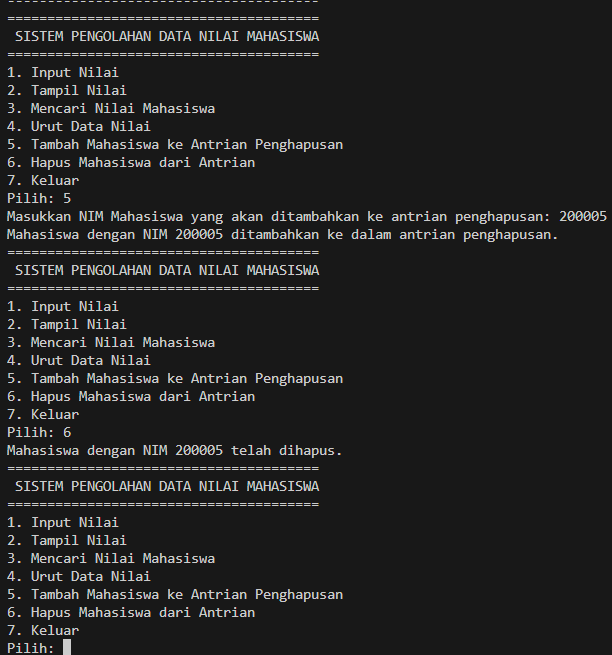 ----------------------------------------
=======================================
SISTEM PENGOLAHAN DATA NILAI MAHASISWA
=======================================
1. Input Nilai
2. Tampil Nilai
3. Mencari Nilai Mahasiswa
4. Urut Data Nilai
5. Tambah Mahasiswa ke Antrian Penghapusan
6. Hapus Mahasiswa dari Antrian
7. Keluar
Pilih: 5
Masukkan NIM Mahasiswa yang akan ditambahkan ke antrian penghapusan: 200005
Mahasiswa dengan NIM 200005 ditambahkan ke dalam antrian penghapusan.
=======================================
SISTEM PENGOLAHAN DATA NILAI MAHASISWA
=======================================
1. Input Nilai
2. Tampil Nilai
3. Mencari Nilai Mahasiswa
4. Urut Data Nilai
5. Tambah Mahasiswa ke Antrian Penghapusan
6. Hapus Mahasiswa dari Antrian
7. Keluar
Pilih: 6
Mahasiswa dengan NIM 200005 telah dihapus.
=======================================
SISTEM PENGOLAHAN DATA NILAI MAHASISWA
=======================================
1. Input Nilai
2. Tampil Nilai
3. Mencari Nilai Mahasiswa
4. Urut Data Nilai
5. Tambah Mahasiswa ke Antrian Penghapusan
6. Hapus Mahasiswa dari Antrian
7. Keluar
Pilih: